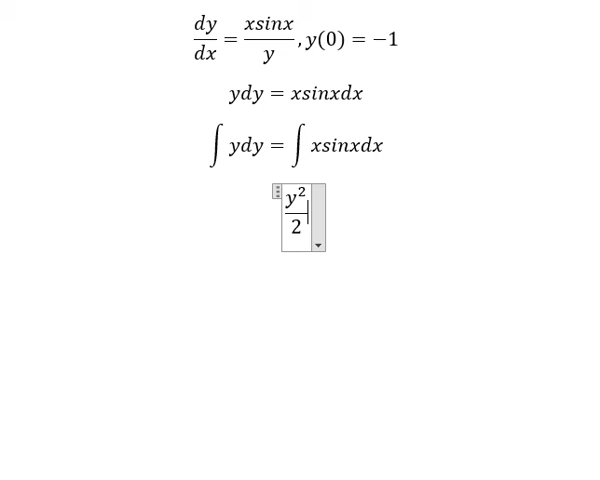 dy/dx = xsinx/y, y(0) = −1
ydy = xsinxdx
∫ ydy = ∫ xsinxdx
y²/2